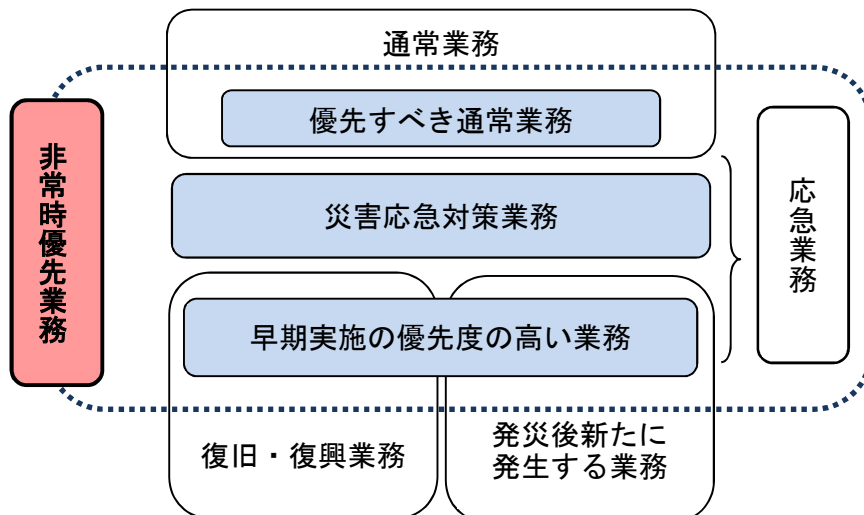 通常業務
優先すべき通常業務
非常時優先業務
災害応急対策業務
応急業務
早期実施の優先度の高い業務
復旧・復興業務
発災後新たに
発生する業務